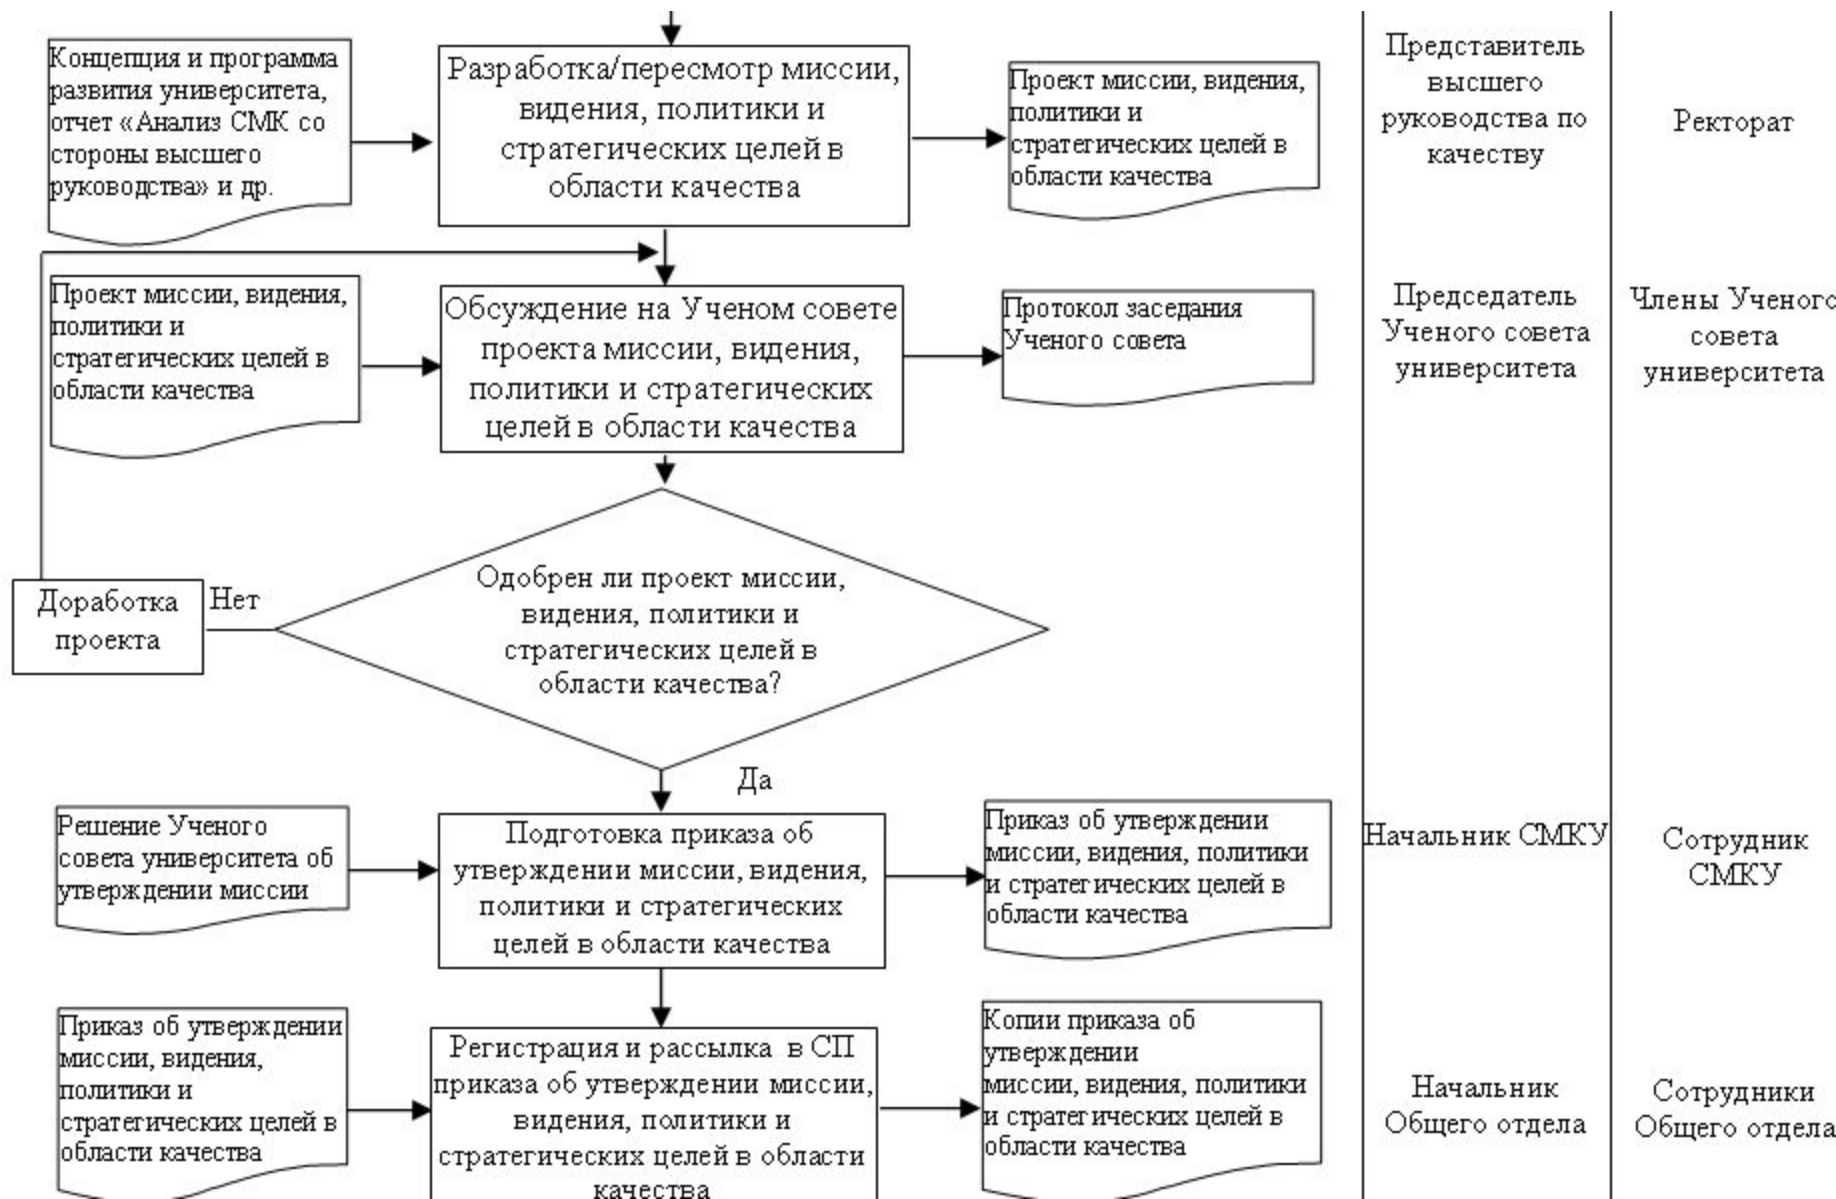 Концепция и программа
развития университета,
отчет «Анализ СМК со
стороны высшего
руководства» и др.
Разработка/пересмотр миссии,
видения, политики и
стратегических целей в
области качества
Проект миссии, видения,
политики и
стратегических целей в
области качества
Представитель
высшего
руководства по
качеству
Ректорат
Проект миссии, видения,
политики и
стратегических целей в
области качества
Обсуждение на Ученом совете
проекта миссии, видения,
политики и стратегических
целей в области качества
Протокол заседания
Ученого совета
Председатель
Ученого совета
университета
Члены Ученого
совета
университета
Одобрен ли проект миссии,
видения, политики и
стратегических целей в
области качества?
Нет
Доработка
проекта
Да
Решение Ученого
совета университета об
утверждении миссии
Подготовка приказа об
утверждении миссии, видения,
политики и стратегических
целей в области качества
Приказ об утверждении
миссии, видения, политики
и стратегических целей в
области качества
Начальник СМКУ
Сотрудник
СМКУ
Приказ об утверждении
миссии, видения,
политики и
стратегических целей в
области качества
Регистрация и рассылка в СП
приказа об утверждении миссии,
видения, политики и
стратегических целей в области
качества
Копии приказа об
утверждении
миссии, видения, политики
и стратегических целей в
области качества
Начальник
Общего отдела
Сотрудники
Общего отдела